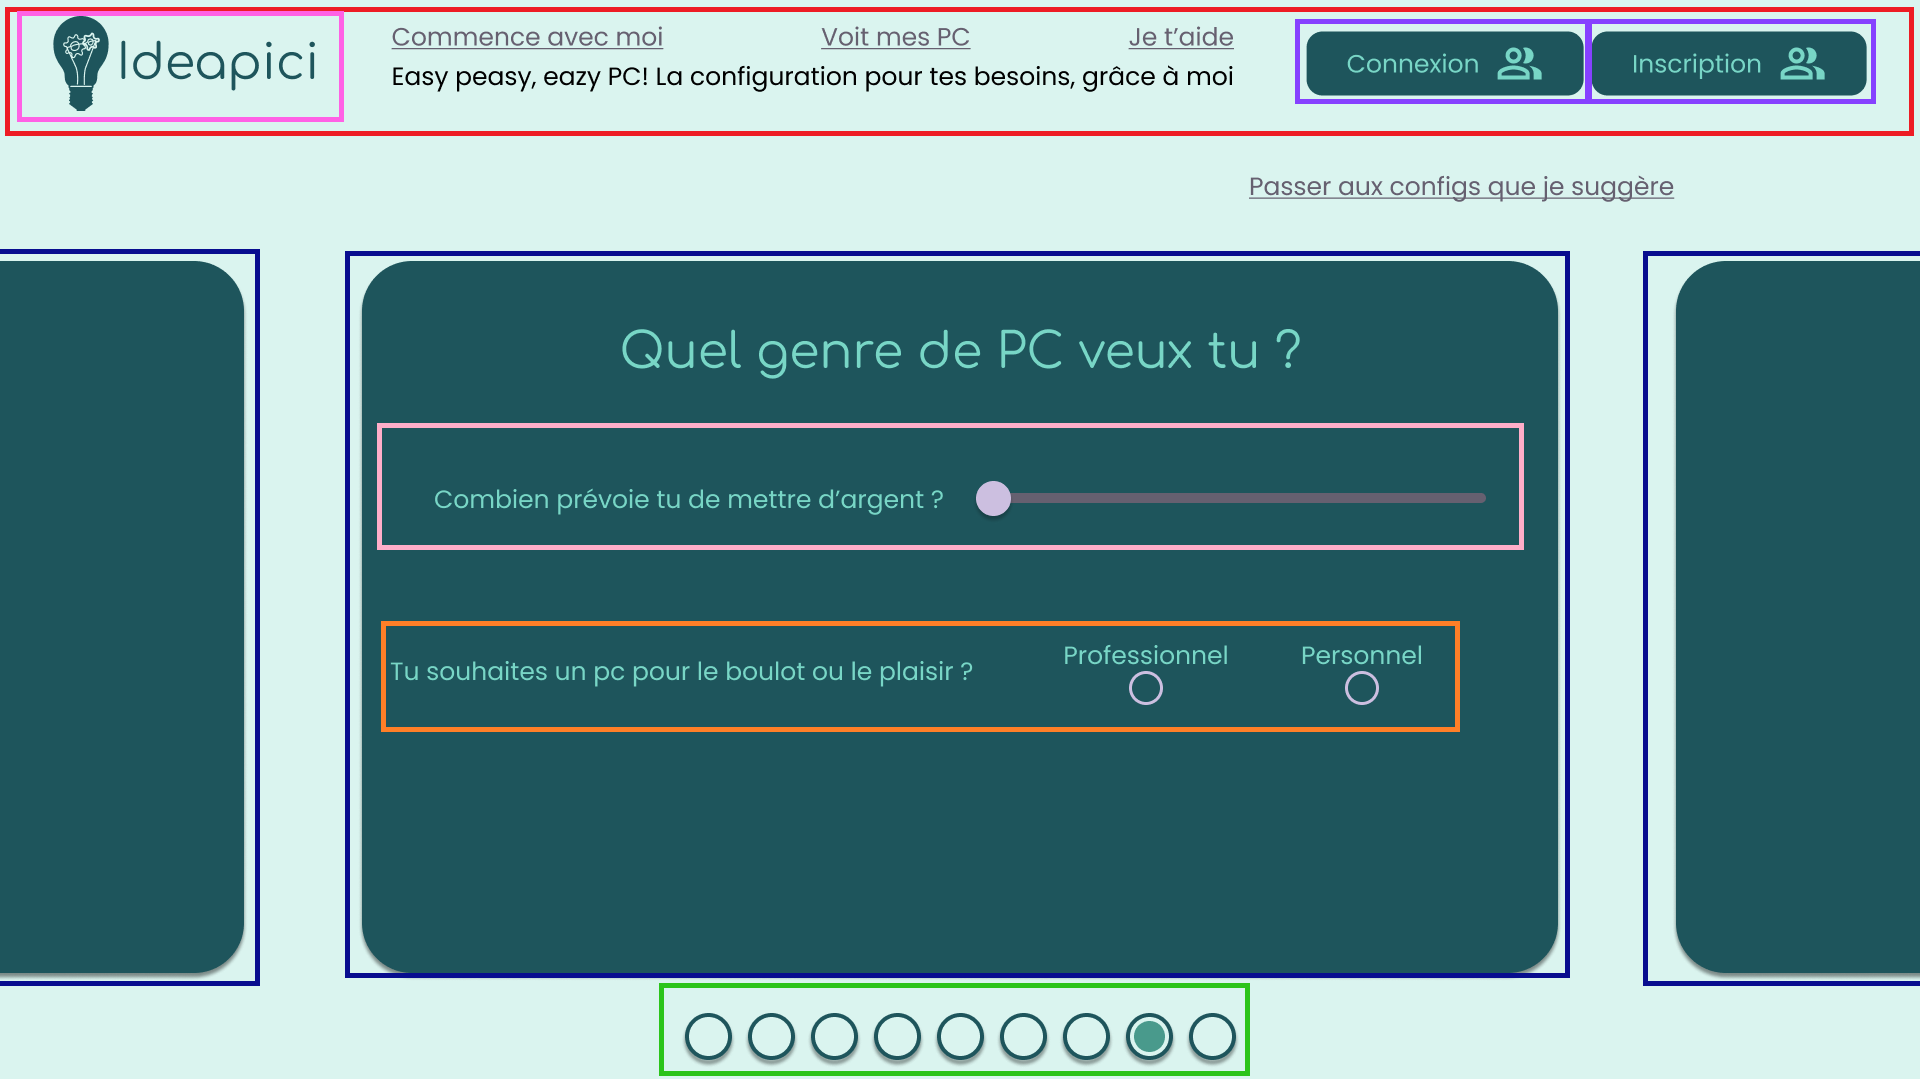 Ideapici
Commence avec moi
Voit mes PC
Je t'aide
Easy peasy, eazy PC! La configuration pour tes besoins, grâce à moi
Connexion
Inscription
Passer aux configs que je suggère
Quel genre de PC veux tu ?
Combien prévoie tu de mettre d'argent ?
Tu souhaites un pc pour le boulot ou le plaisir ?
Professionnel
Personnel